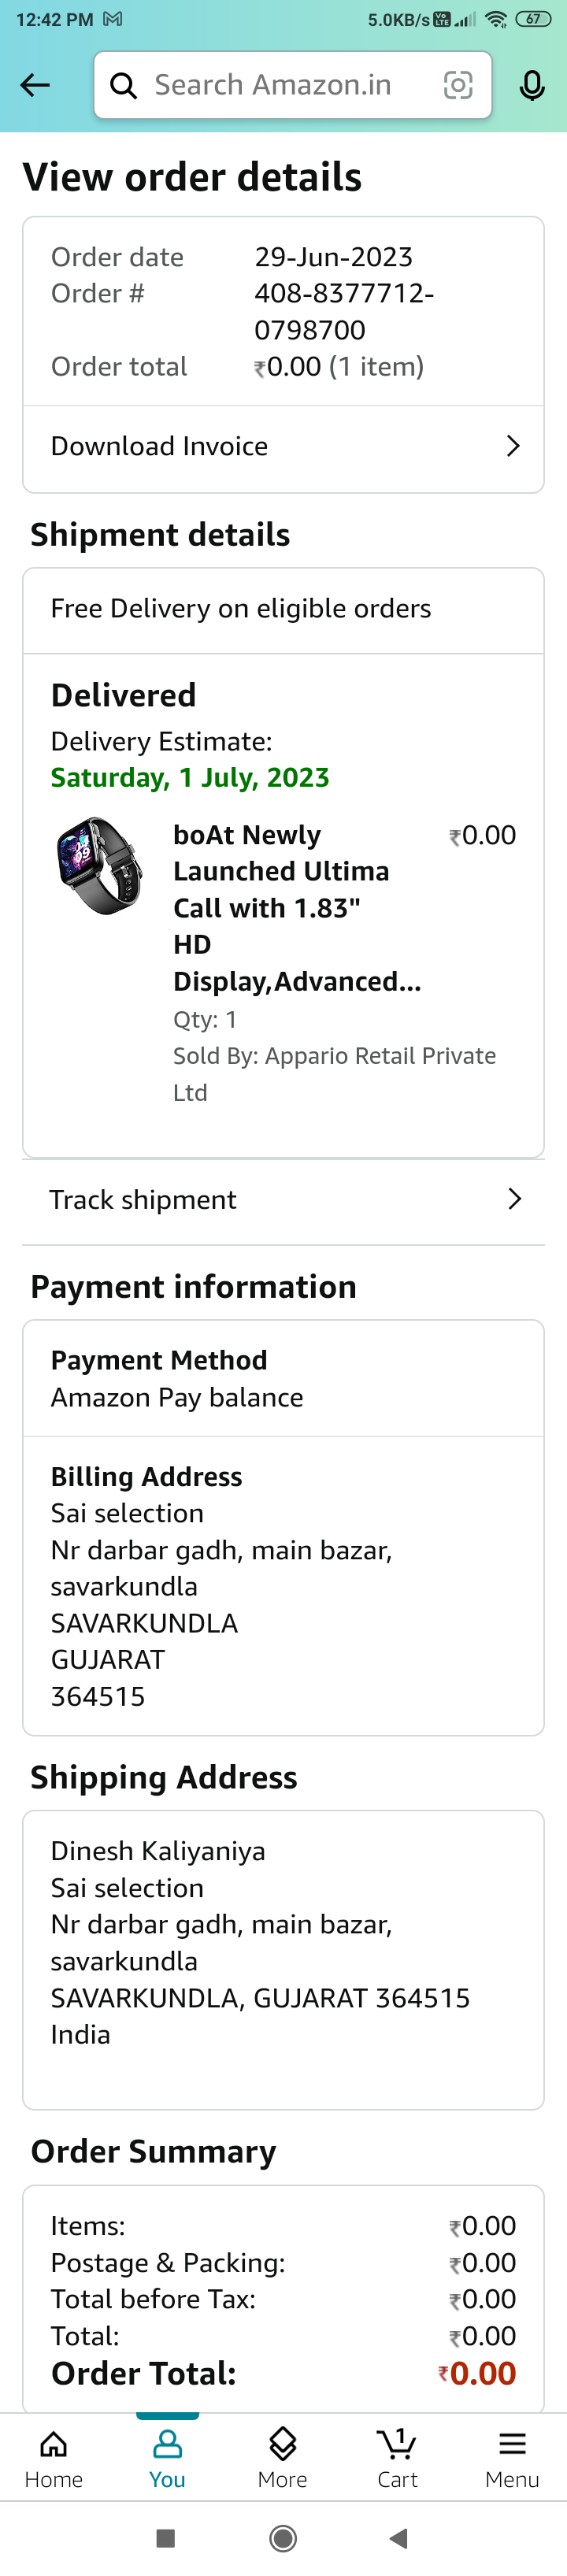 12:42 PM
5.0KB/s VoLTE 67
Search Amazon.in
View order details
Order date 29-Jun-2023
Order # 408-8377712-
0798700
Order total ₹0.00 (1 item)
Download Invoice
Shipment details
Free Delivery on eligible orders
Delivered
Delivery Estimate:
Saturday, 1 July, 2023
boAt Newly ₹0.00
Launched Ultima
Call with 1.83"
HD
Display,Advanced...
Qty: 1
Sold By: Appario Retail Private
Ltd
Track shipment
Payment information
Payment Method
Amazon Pay balance
Billing Address
Sai selection
Nr darbar gadh, main bazar,
savarkundla
SAVARKUNDLA
GUJARAT
364515
Shipping Address
Dinesh Kaliyaniya
Sai selection
Nr darbar gadh, main bazar,
savarkundla
SAVARKUNDLA, GUJARAT 364515
India
Order Summary
Items: ₹0.00
Postage & Packing: ₹0.00
Total before Tax: ₹0.00
Total: ₹0.00
Order Total: ₹0.00
1
Home You More Cart Menu